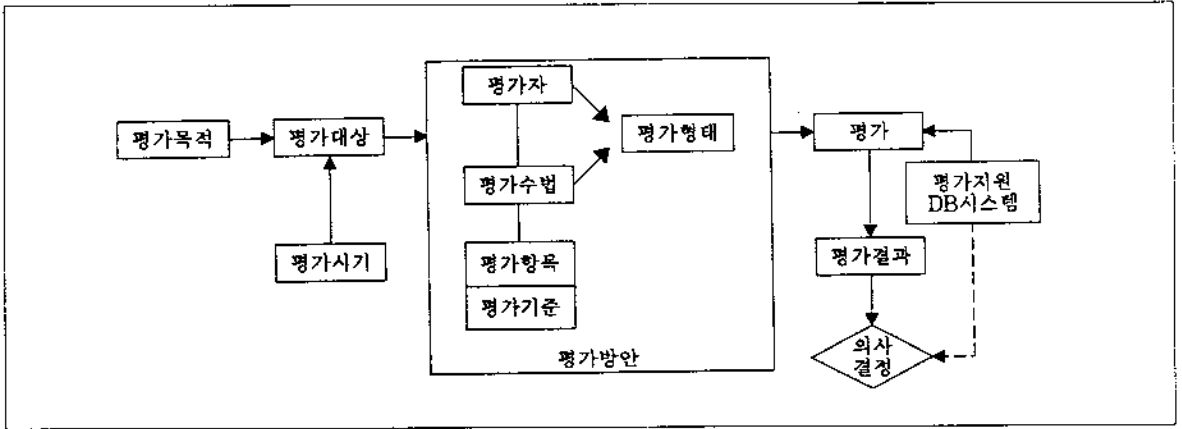 평가목적
평가대상
평가시기
평가자
평가수법
평가항목
평가기준
평가형태
평가방안
평가
평가지원
DB시스템
평가결과
의사
결정